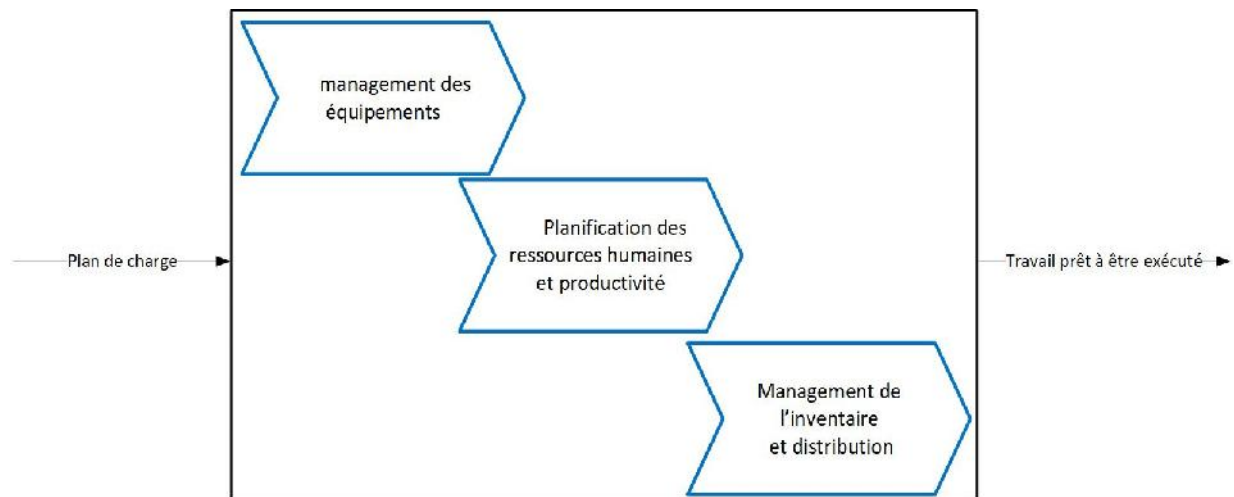 management des
équipements
Planification des
ressources humaines
et productivité
Plan de charge
Travail prêt à être exécuté
Management de
l'inventaire
et distribution